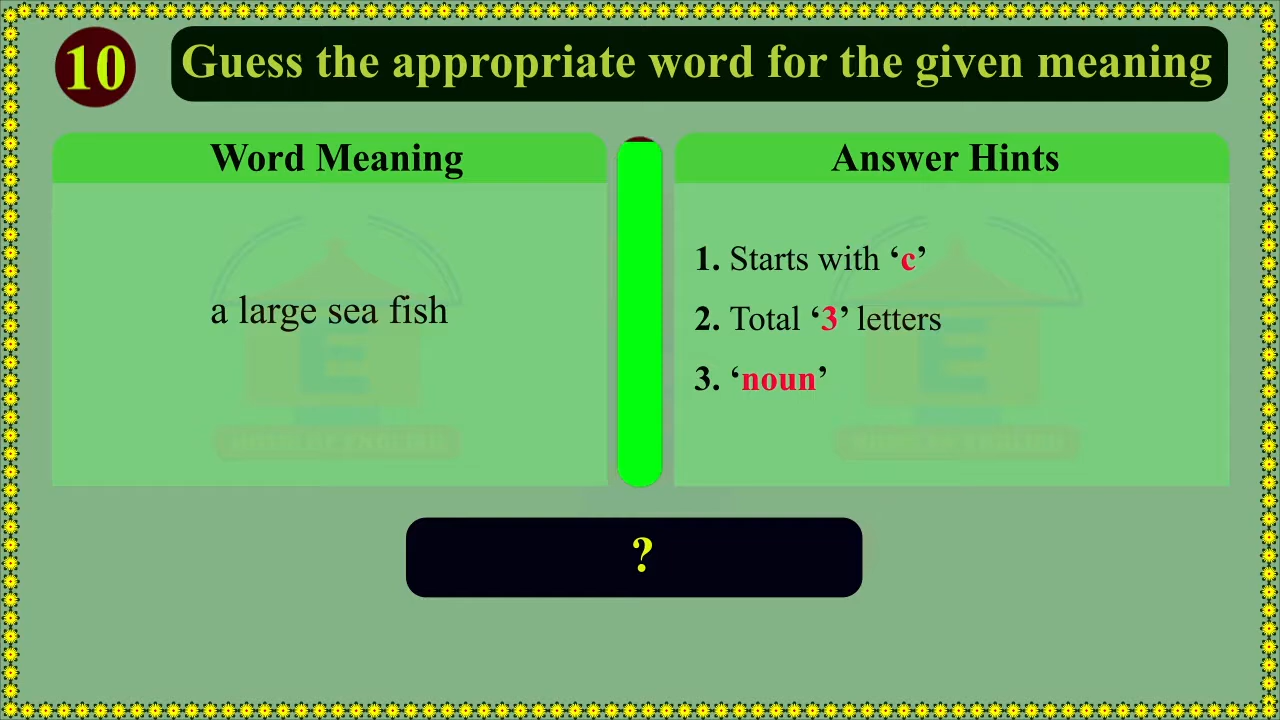 10
Guess the appropriate word for the given meaning
Word Meaning
a large sea fish
Answer Hints
1. Starts with ‘c’
2. Total ‘3’ letters
3. ‘noun’
?
E
E